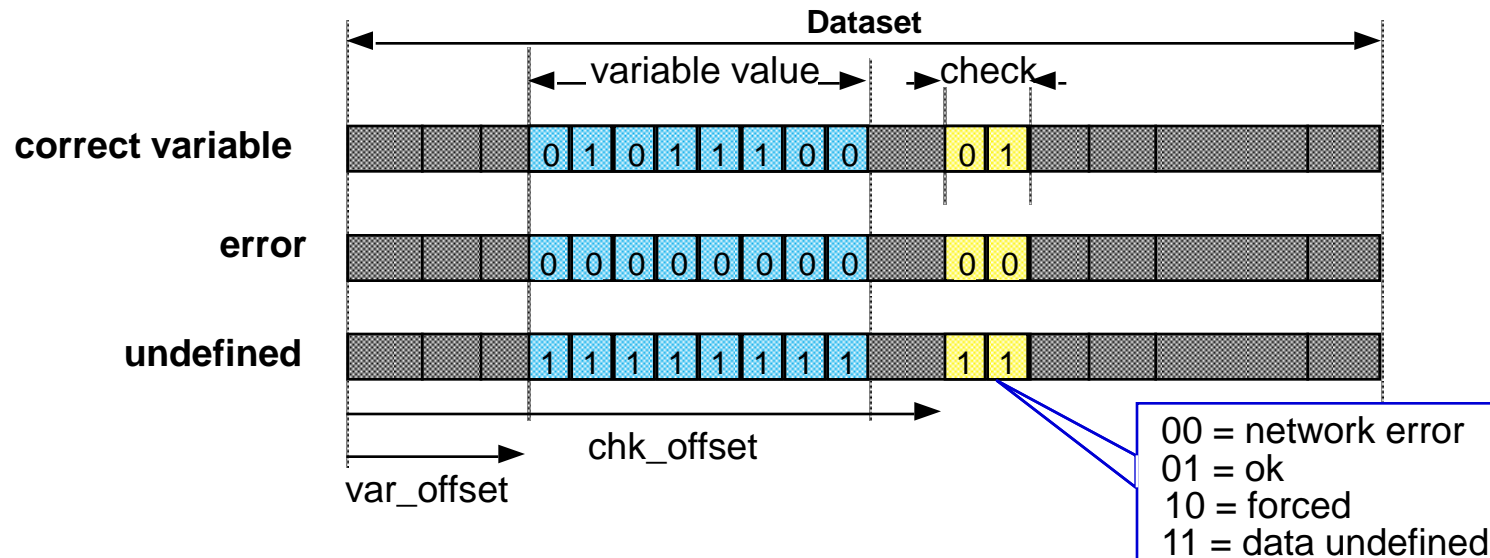 Dataset
variable value check
correct variable 0 1 0 1 1 1 0 0 0 1
error 0 0 0 0 0 0 0 0 0 0
undefined 1 1 1 1 1 1 1 1 1 1
chk_offset
var_offset
00 = network error
01 = ok
10 = forced
11 = data undefined